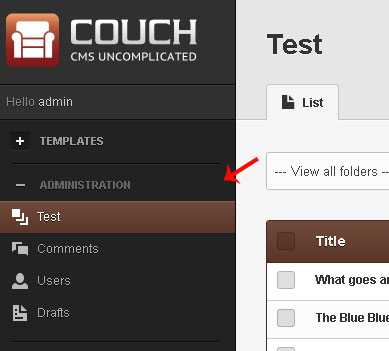 COUCH
CMS UNCOMPLICATED
Hello admin
TEMPLATES
ADMINISTRATION
Test
Comments
Users
Drafts
Test
List
--- View all folders --
Title
What goes a
The Blue Blu